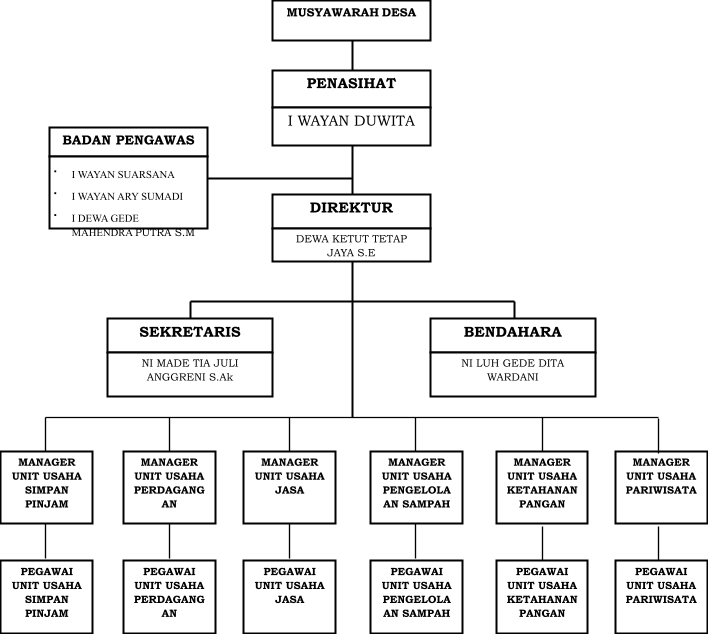 MUSYAWARAH DESA
PENASIHAT
I WAYAN DUWITA
BADAN PENGAWAS
• I WAYAN SUARSANA
• I WAYAN ARY SUMADI
• I DEWA GEDE
MAHENDRA PUTRA S.M
DIREKTUR
DEWA KETUT TETAP
JAYA S.E
SEKRETARIS
NI MADE TIA JULI
ANGGRENI S.Ak
BENDAHARA
NI LUH GEDE DITA
WARDANI
MANAGER
UNIT USAHA
SIMPAN
PINJAM
MANAGER
UNIT USAHA
PERDAGANG
AN
MANAGER
UNIT USAHA
JASA
MANAGER
UNIT USAHA
PENGELOLA
AN SAMPAH
MANAGER
UNIT USAHA
KETAHANAN
PANGAN
MANAGER
UNIT USAHA
PARIWISATA
PEGAWAI
UNIT USAHA
SIMPAN
PINJAM
PEGAWAI
UNIT USAHA
PERDAGANG
AN
PEGAWAI
UNIT USAHA
JASA
PEGAWAI
UNIT USAHA
PENGELOLA
AN SAMPAH
PEGAWAI
UNIT USAHA
KETAHANAN
PANGAN
PEGAWAI
UNIT USAHA
PARIWISATA